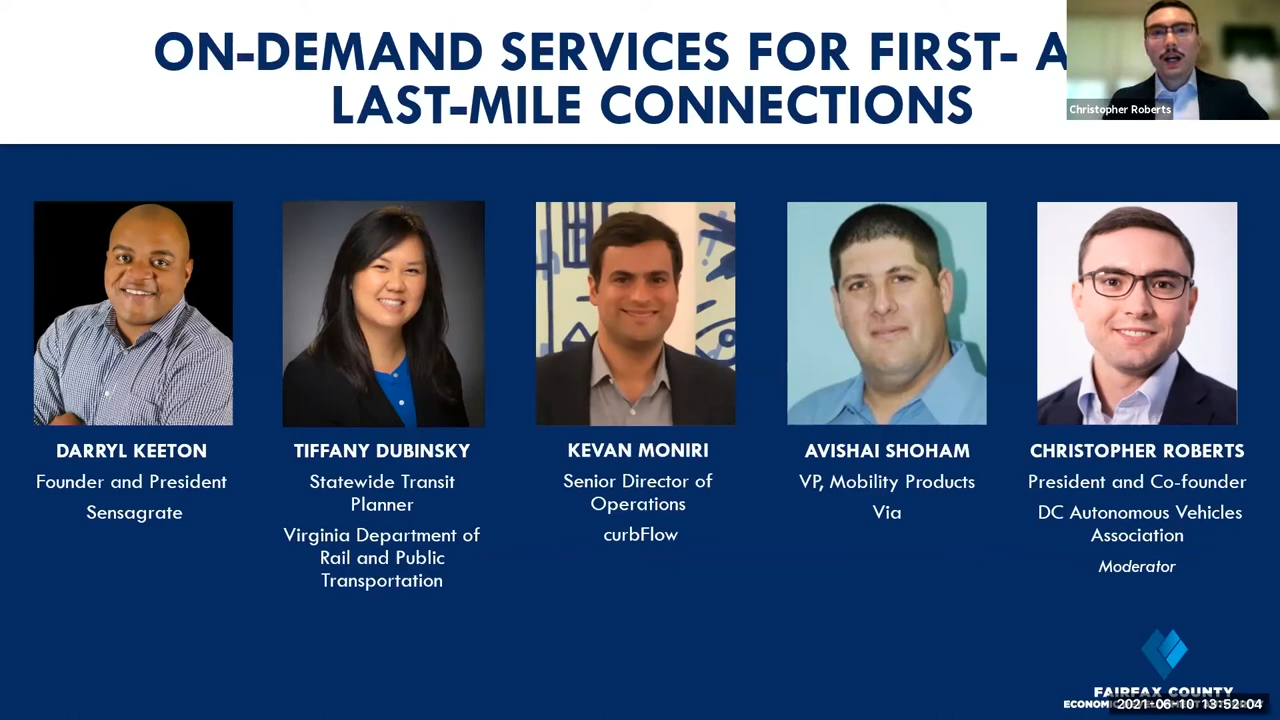 ON-DEMAND SERVICES FOR FIRST- A
LAST-MILE CONNECTIONS
Christopher Roberts
DARRYL KEETON
Founder and President
Sensagrate
TIFFANY DUBINSKY
Statewide Transit
Planner
Virginia Department of
Rail and Public
Transportation
KEVAN MONIRI
Senior Director of
Operations
curbFlow
AVISHAI SHOHAM
VP, Mobility Products
Via
CHRISTOPHER ROBERTS
President and Co-founder
DC Autonomous Vehicles
Association
Moderator
FAIRFAX COUNTY
2021-06-10 13:52:04